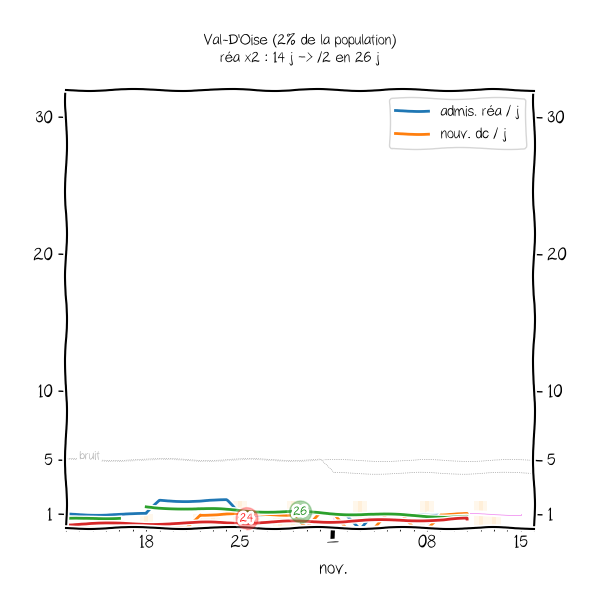 Val-D'Oise (2% de la population)
réa x2 : 14 j -> /2 en 26 j
admis. réa / j
nouv. dc / j
30
30
20
20
10
10
5
bruit
5
1
1
24
26
18
25
1
08
15
nov.